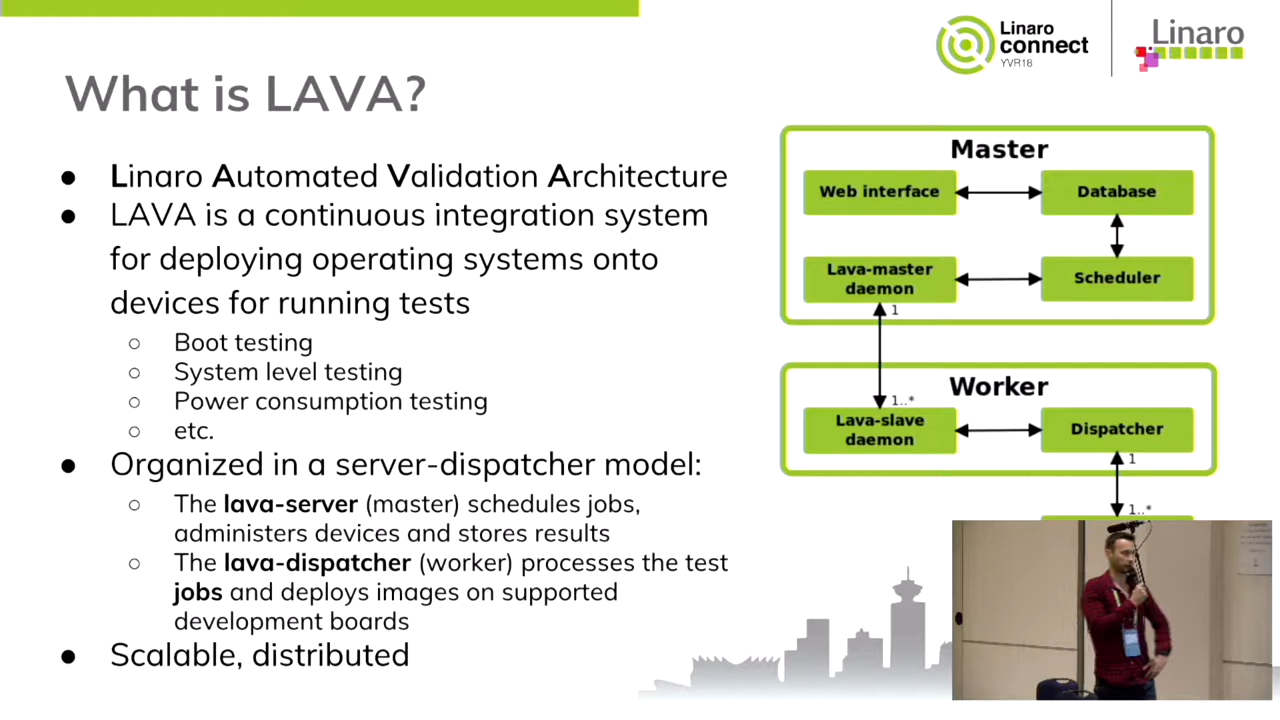 Linaro
connect
YVR18
Linaro
What is LAVA?
● Linaro Automated Validation Architecture
● LAVA is a continuous integration system
for deploying operating systems onto
devices for running tests
○ Boot testing
○ System level testing
○ Power consumption testing
○ etc.
● Organized in a server-dispatcher model:
○ The lava-server (master) schedules jobs,
administers devices and stores results
○ The lava-dispatcher (worker) processes the test
jobs and deploys images on supported
development boards
● Scalable, distributed
Master
Web interface
Database
Lava-master
daemon
Scheduler
1
Worker
1..*
Lava-slave
daemon
Dispatcher
1
1..*